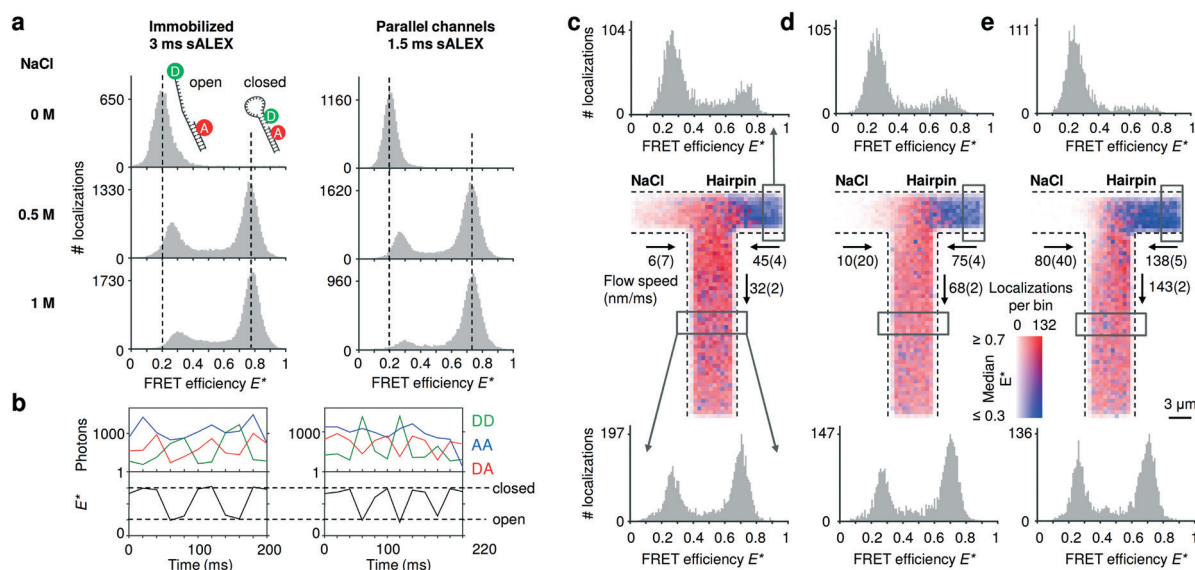 a
Immobilized
3 ms sALEX
Parallel channels
1.5 ms sALEX
NaCl
0 M
0.5 M
1 M
# localizations
650
0
D
open
A
closed
D
A
1330
0
1730
0
0 0.2 0.4 0.6 0.8 1
FRET efficiency E*
1160
0
1620
0
960
0
0 0.2 0.4 0.6 0.8 1
FRET efficiency E*
b
Photons
1000
1
E*
0
0 100 200
Time (ms)
1000
1
0
0 100 220
Time (ms)
DD
AA
DA
closed
open
c
# localizations
104
0
0 0.2 0.4 0.6 0.8 1
FRET efficiency E*
NaCl Hairpin
6(7)
45(4)
Flow speed
(nm/ms)
32(2)
# localizations
197
0
0 0.2 0.4 0.6 0.8 1
FRET efficiency E*
d
105
0
0 0.2 0.4 0.6 0.8 1
FRET efficiency E*
NaCl Hairpin
10(20)
75(4)
68(2)
Localizations
per bin
0 132
≥ 0.7
Median
E*
≤ 0.3
147
0
0 0.2 0.4 0.6 0.8 1
FRET efficiency E*
e
111
0
0 0.2 0.4 0.6 0.8 1
FRET efficiency E*
NaCl Hairpin
80(40)
138(5)
143(2)
3 µm
136
0
0 0.2 0.4 0.6 0.8 1
FRET efficiency E*